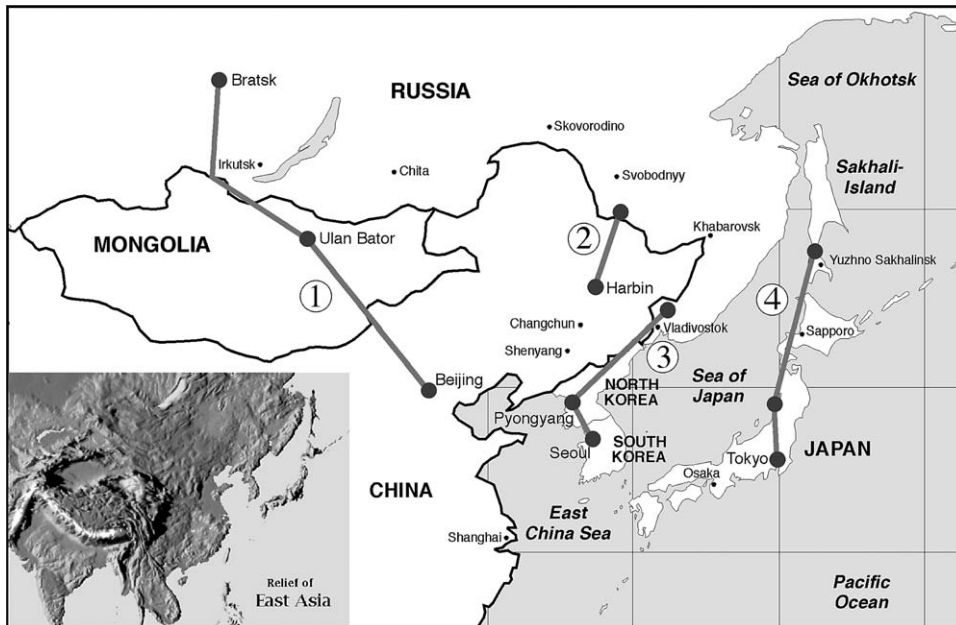 Bratsk
RUSSIA
Sea of Okhotsk
Skovorodino
Irkutsk
Chita
Svobodnyy
Sakhali-
Island
MONGOLIA
Ulan Bator
2
Khabarovsk
Yuzhno Sakhalinsk
1
Harbin
4
Changchun
Vladivostok
Sapporo
Shenyang
3
Beijing
NORTH
KOREA
Sea of
Japan
Pyongyang
Seoul
SOUTH
KOREA
Tokyo
JAPAN
Osaka
CHINA
East
China Sea
Shanghai
Relief of
East Asia
Pacific
Ocean